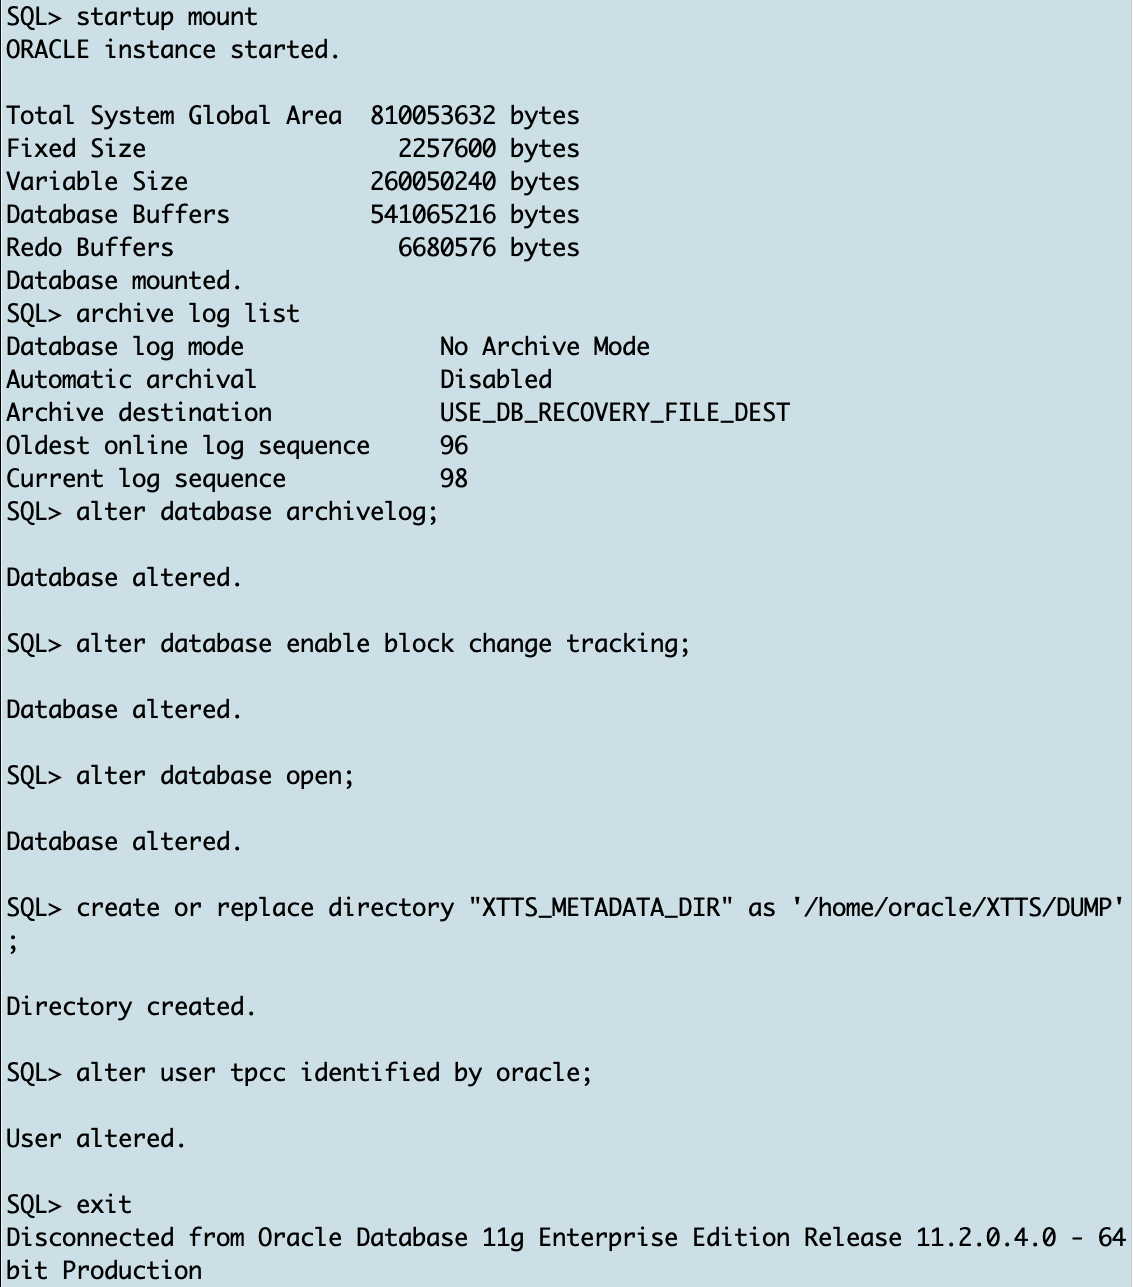 SQL> startup mount
ORACLE instance started.
Total System Global Area  810053632 bytes
Fixed Size                  2257600 bytes
Variable Size             260050240 bytes
Database Buffers          541065216 bytes
Redo Buffers                6680576 bytes
Database mounted.
SQL> archive log list
Database log mode              No Archive Mode
Automatic archival             Disabled
Archive destination            USE_DB_RECOVERY_FILE_DEST
Oldest online log sequence     96
Current log sequence           98
SQL> alter database archivelog;
Database altered.
SQL> alter database enable block change tracking;
Database altered.
SQL> alter database open;
Database altered.
SQL> create or replace directory "XTTS_METADATA_DIR" as '/home/oracle/XTTS/DUMP'
;
Directory created.
SQL> alter user tpcc identified by oracle;
User altered.
SQL> exit
Disconnected from Oracle Database 11g Enterprise Edition Release 11.2.0.4.0 - 64
bit Production